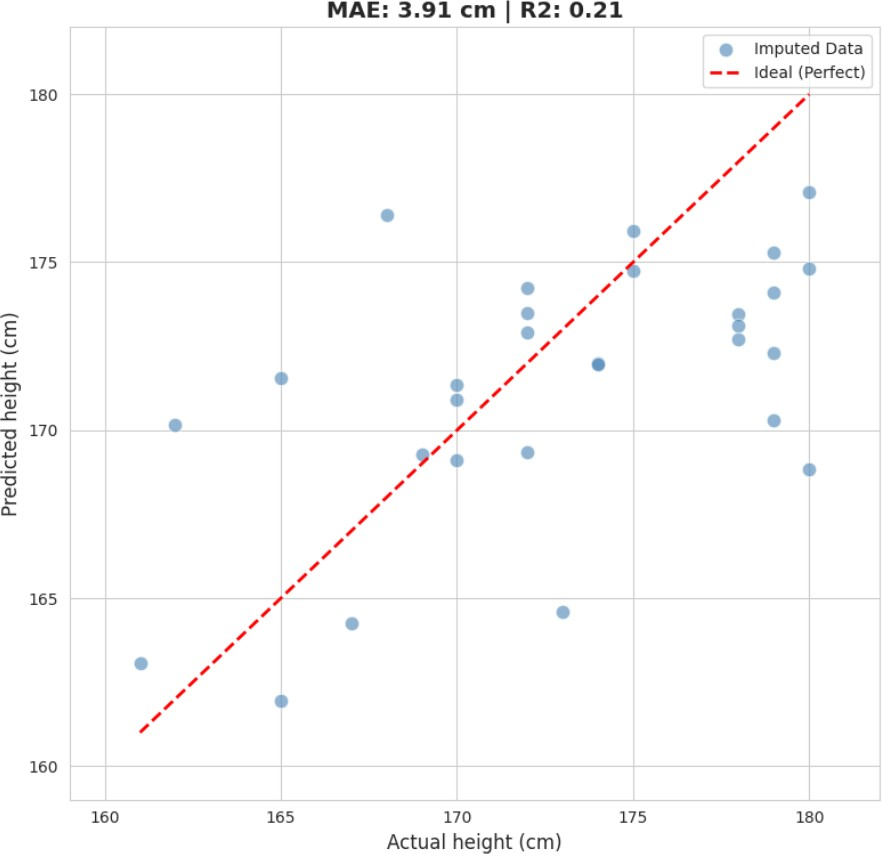 MAE: 3.91 cm | R2: 0.21
Imputed Data
Ideal (Perfect)
180
175
170
165
160
Predicted height (cm)
160
165
170
175
180
Actual height (cm)